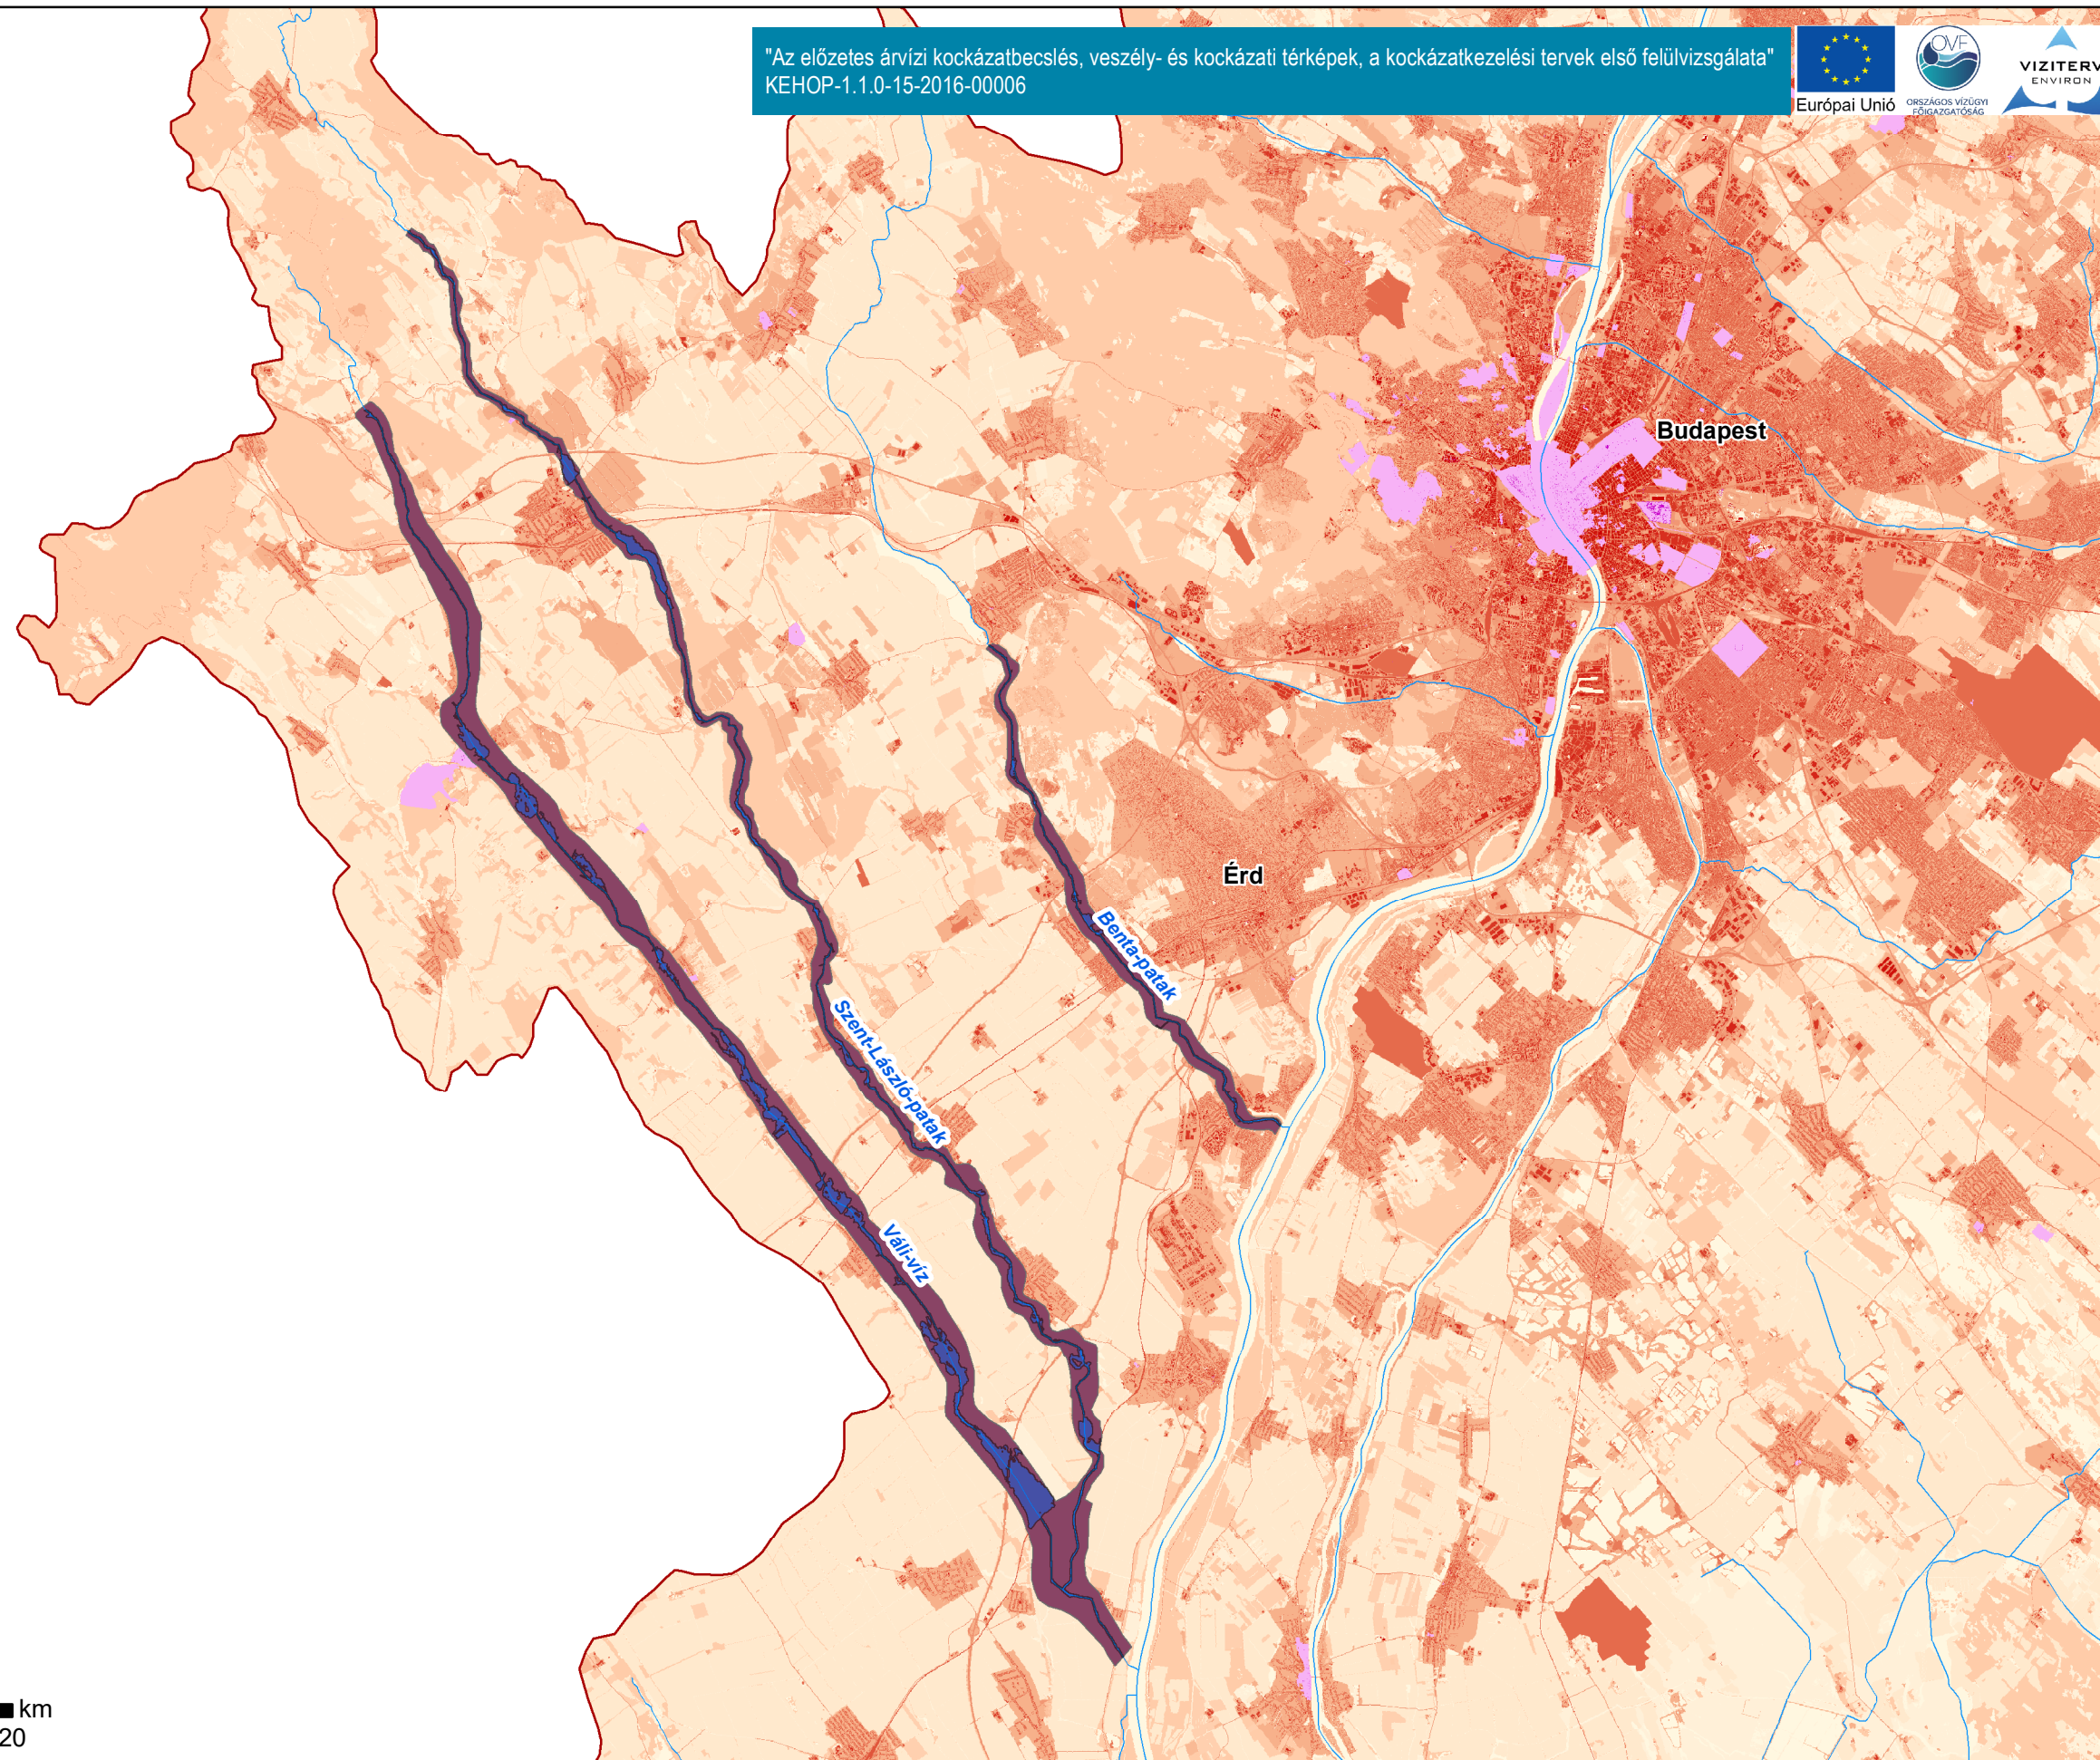 "Az előzetes árvízi kockázatbecslés, veszély- és kockázati térképek, a kockázatkezelési tervek első felülvizsgálata"
KEHOP-1.1.0-15-2016-00006
Európai Unió
OVF
ORSZÁGOS VÍZÜGYI
FŐIGAZGATÓSÁG
VIZITERV
ENVIRON
Budapest
Érd
Benta-patak
Szent-László-patak
Váli-víz
km
20